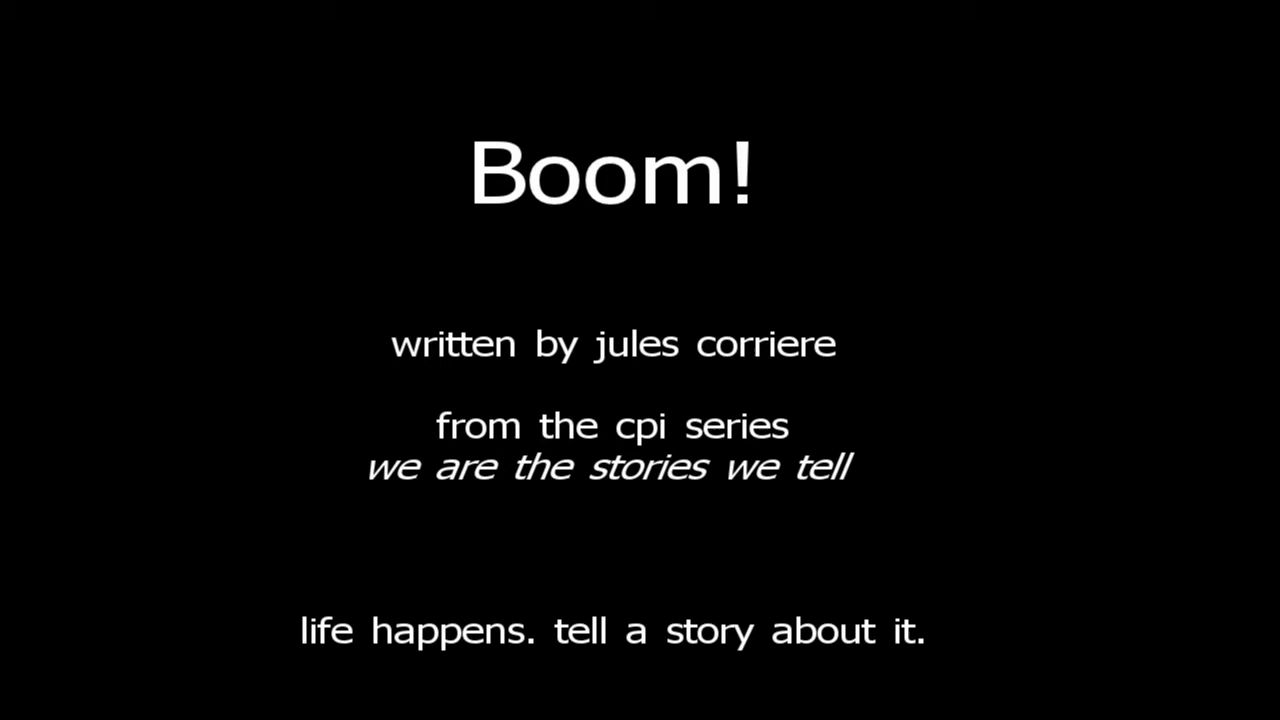 Boom!
written by jules corriere
from the cpi series
we are the stories we tell
life happens. tell a story about it.